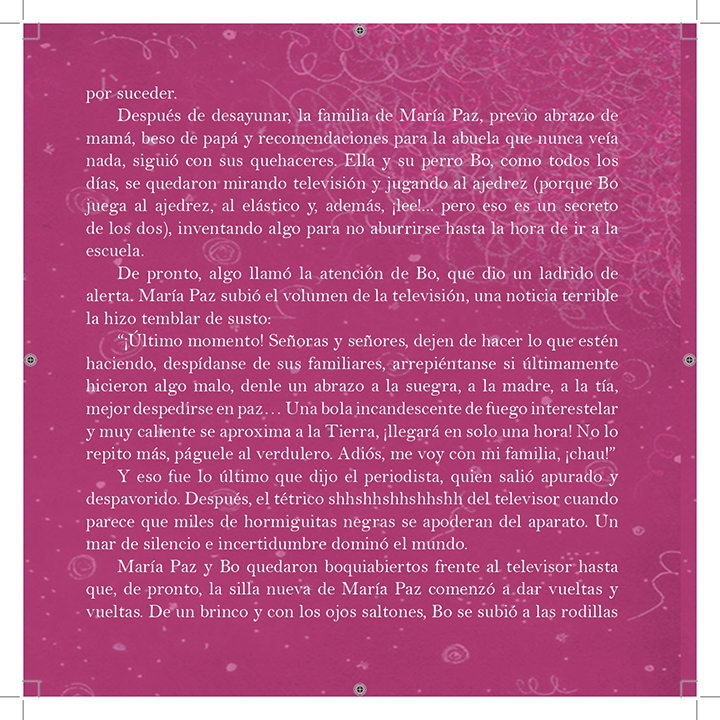 por suceder.
Después de desayunar, la familia de María Paz, previo abrazo de
mamá, beso de papá y recomendaciones para la abuela que nunca veía
nada, siguió con sus quehaceres. Ella y su perro Bo, como todos los
días, se quedaron mirando televisión y jugando al ajedrez (porque Bo
juega al ajedrez, al elástico y, además, ¡lee!... pero eso es un secreto
de los dos), inventando algo para no aburrirse hasta la hora de ir a la
escuela.
De pronto, algo llamó la atención de Bo, que dio un ladrido de
alerta. María Paz subió el volumen de la televisión, una noticia terrible
la hizo temblar de susto:
“¡Último momento! Señoras y señores, dejen de hacer lo que estén
haciendo, despídanse de sus familiares, arrepiéntanse si últimamente
hicieron algo malo, denle un abrazo a la suegra, a la madre, a la tía,
mejor despedirse en paz… Una bola incandescente de fuego interestelar
y muy caliente se aproxima a la Tierra, ¡llegará en solo una hora! No lo
repito más, páguele al verdulero. Adiós, me voy con mi familia, ¡chau!”
Y eso fue lo último que dijo el periodista, quien salió apurado y
despavorido. Después, el tétrico shhshhshhshhshh del televisor cuando
parece que miles de hormiguitas negras se apoderan del aparato. Un
mar de silencio e incertidumbre dominó el mundo.
María Paz y Bo quedaron boquiabiertos frente al televisor hasta
que, de pronto, la silla nueva de María Paz comenzó a dar vueltas y
vueltas. De un brinco y con los ojos saltones, Bo se subió a las rodillas